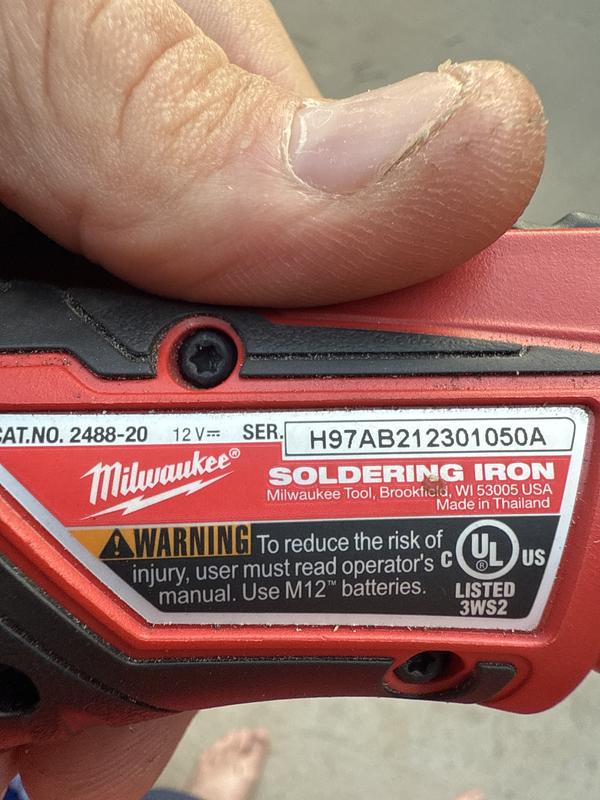 CAT.NO. 2488-20 12 V⎓ SER. H97AB212301050A
Milwaukee®
SOLDERING IRON
Milwaukee Tool, Brookfield, WI 53005 USA
Made in Thailand
WARNING To reduce the risk of
injury, user must read operator's
manual. Use M12™ batteries.
C UL® US
LISTED
3WS2